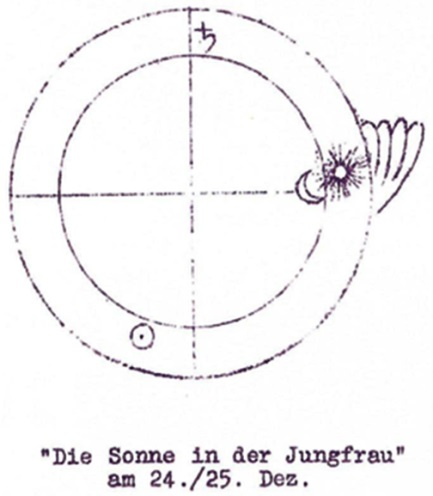 ♄
☉
"Die Sonne in der Jungfrau"
am 24./25. Dez.